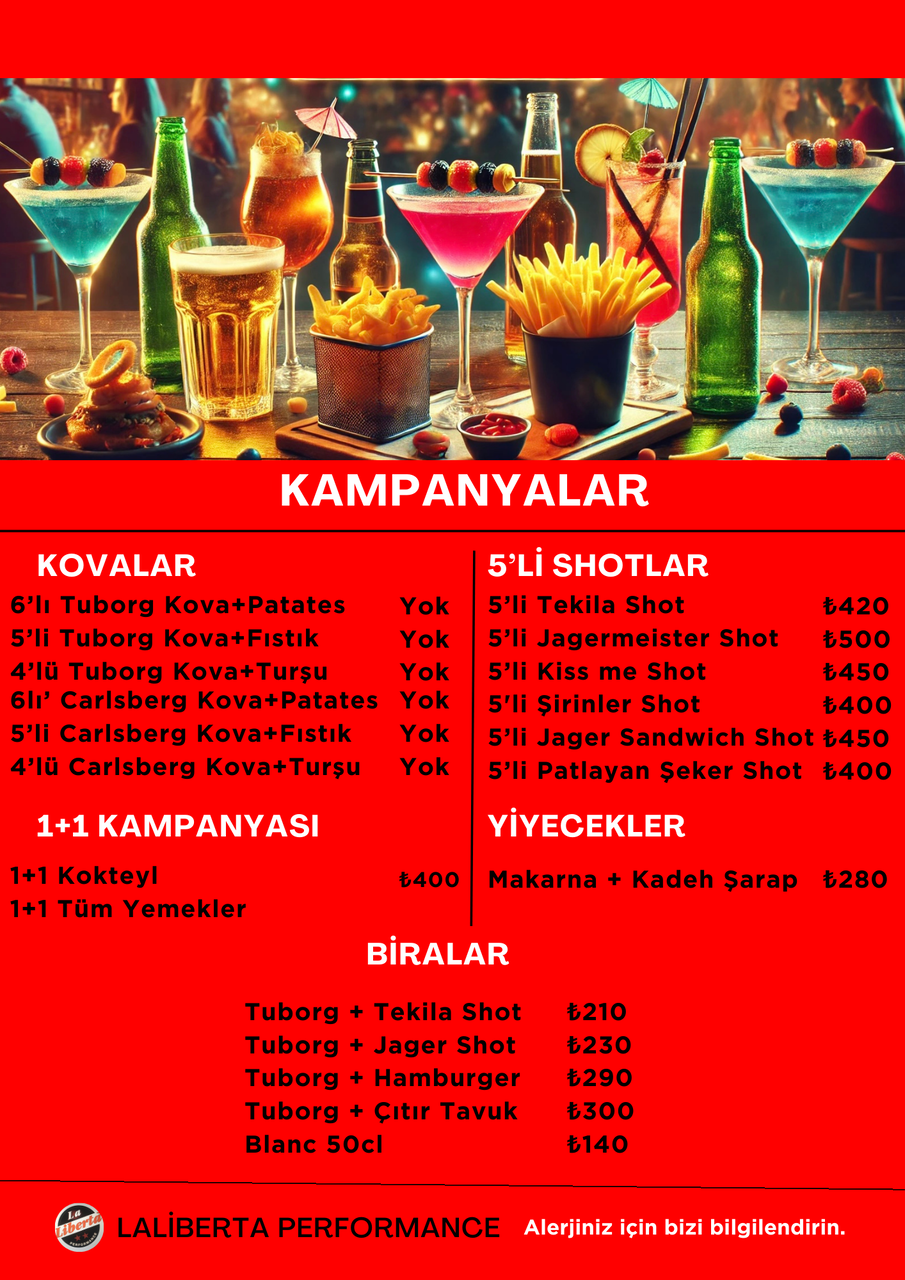 KAMPANYALAR
KOVALAR
6’lı Tuborg Kova+Patates Yok
5’li Tuborg Kova+Fıstık Yok
4’lü Tuborg Kova+Turşu Yok
6lı’ Carlsberg Kova+Patates Yok
5’li Carlsberg Kova+Fıstık Yok
4’lü Carlsberg Kova+Turşu Yok
5’Lİ SHOTLAR
5’li Tekila Shot ₺420
5’li Jagermeister Shot ₺500
5’li Kiss me Shot ₺450
5'li Şirinler Shot ₺400
5’li Jager Sandwich Shot ₺450
5’li Patlayan Şeker Shot ₺400
1+1 KAMPANYASI
1+1 Kokteyl ₺400
1+1 Tüm Yemekler
YİYECEKLER
Makarna + Kadeh Şarap ₺280
BİRALAR
Tuborg + Tekila Shot ₺210
Tuborg + Jager Shot ₺230
Tuborg + Hamburger ₺290
Tuborg + Çıtır Tavuk ₺300
Blanc 50cl ₺140
La
Liberta
PERFORMANCE
LALİBERTA PERFORMANCE
Alerjiniz için bizi bilgilendirin.